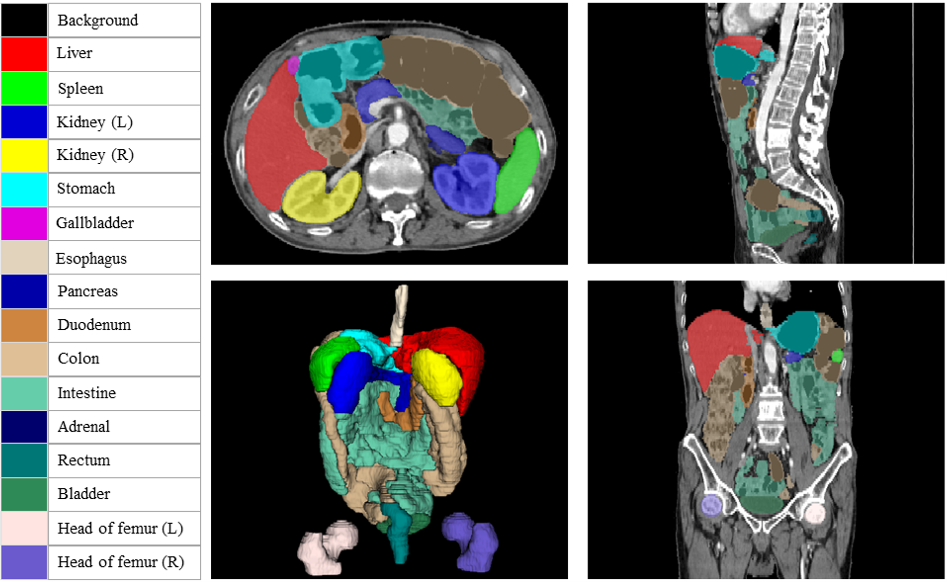 Background
Liver
Spleen
Kidney (L)
Kidney (R)
Stomach
Gallbladder
Esophagus
Pancreas
Duodenum
Colon
Intestine
Adrenal
Rectum
Bladder
Head of femur (L)
Head of femur (R)